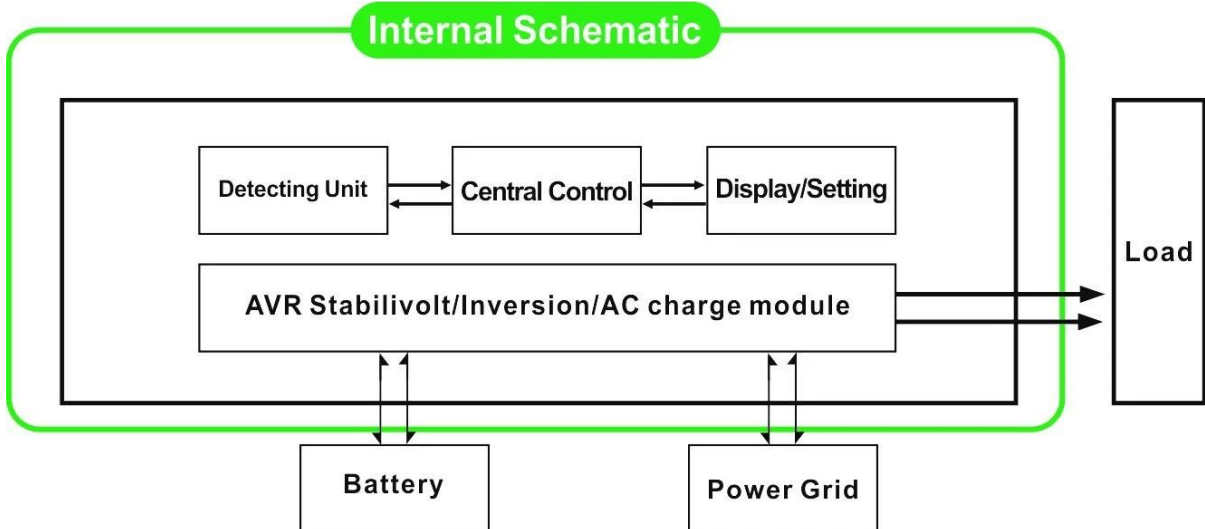 Internal Schematic
Detecting Unit
Central Control
Display/Setting
Load
AVR Stabilivolt/Inversion/AC charge module
Battery
Power Grid